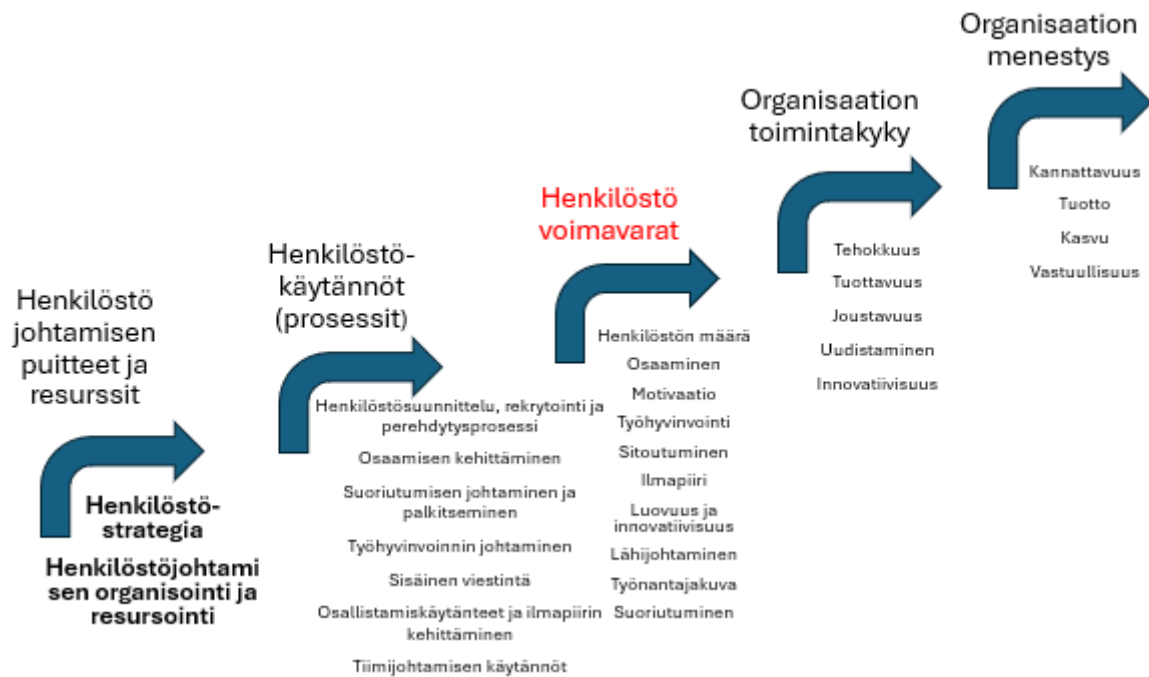 Henkilöstö
johtamisen
puitteet ja
resurssit
Henkilöstö-
strategia
Henkilöstöjohtami
sen organisointi ja
resursointi
Henkilöstö-
käytännöt
(prosessit)
Henkilöstösuunnittelu, rekrytointi ja
perehdytysprosessi
Osaamisen kehittäminen
Suoriutumisen johtaminen ja
palkitseminen
Työhyvinvoinnin johtaminen
Sisäinen viestintä
Osallistamiskäytänteet ja ilmapiirin
kehittäminen
Tiimijohtamisen käytännöt
Henkilöstö
voimavarat
Henkilöstön määrä
Osaaminen
Motivaatio
Työhyvinvointi
Sitoutuminen
Ilmapiiri
Luovuus ja
innovatiivisuus
Lähijohtaminen
Työnantajakuva
Suoriutuminen
Organisaation
toimintakyky
Tehokkuus
Tuottavuus
Joustavuus
Uudistaminen
Innovatiivisuus
Organisaation
menestys
Kannattavuus
Tuotto
Kasvu
Vastuullisuus